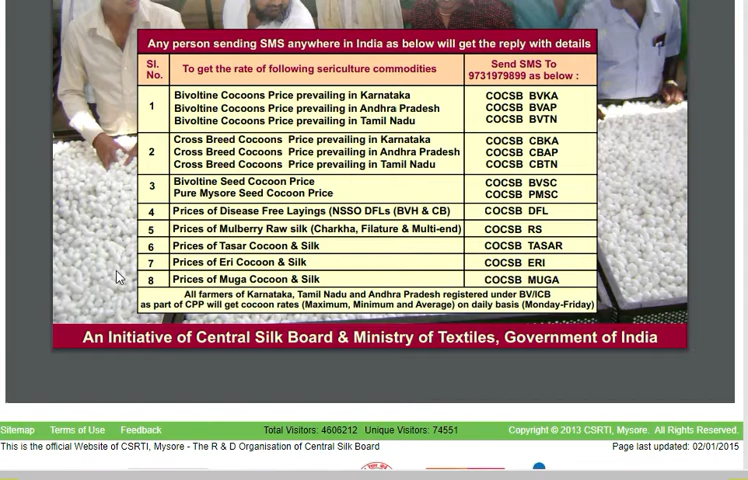 Any person sending SMS anywhere in India as below will get the reply with details
Sl. No. To get the rate of following sericulture commodities Send SMS To 9731979899 as below :
1 Bivoltine Cocoons Price prevailing in Karnataka COCSB BVKA
Bivoltine Cocoons Price prevailing in Andhra Pradesh COCSB BVAP
Bivoltine Cocoons Price prevailing in Tamil Nadu COCSB BVTN
2 Cross Breed Cocoons Price prevailing in Karnataka COCSB CBKA
Cross Breed Cocoons Price prevailing in Andhra Pradesh COCSB CBAP
Cross Breed Cocoons Price prevailing in Tamil Nadu COCSB CBTN
3 Bivoltine Seed Cocoon Price COCSB BVSC
Pure Mysore Seed Cocoon Price COCSB PMSC
4 Prices of Disease Free Layings (NSSO DFLs (BVH & CB) COCSB DFL
5 Prices of Mulberry Raw silk (Charkha, Filature & Multi-end) COCSB RS
6 Prices of Tasar Cocoon & Silk COCSB TASAR
7 Prices of Eri Cocoon & Silk COCSB ERI
8 Prices of Muga Cocoon & Silk COCSB MUGA
All farmers of Karnataka, Tamil Nadu and Andhra Pradesh registered under BV/ICB
as part of CPP will get cocoon rates (Maximum, Minimum and Average) on daily basis (Monday-Friday)
An Initiative of Central Silk Board & Ministry of Textiles, Government of India
Sitemap Terms of Use Feedback Total Visitors: 4606212 Unique Visitors: 74551 Copyright © 2013 CSRTI, Mysore. All Rights Reserved.
This is the official Website of CSRTI, Mysore - The R & D Organisation of Central Silk Board Page last updated: 02/01/2015